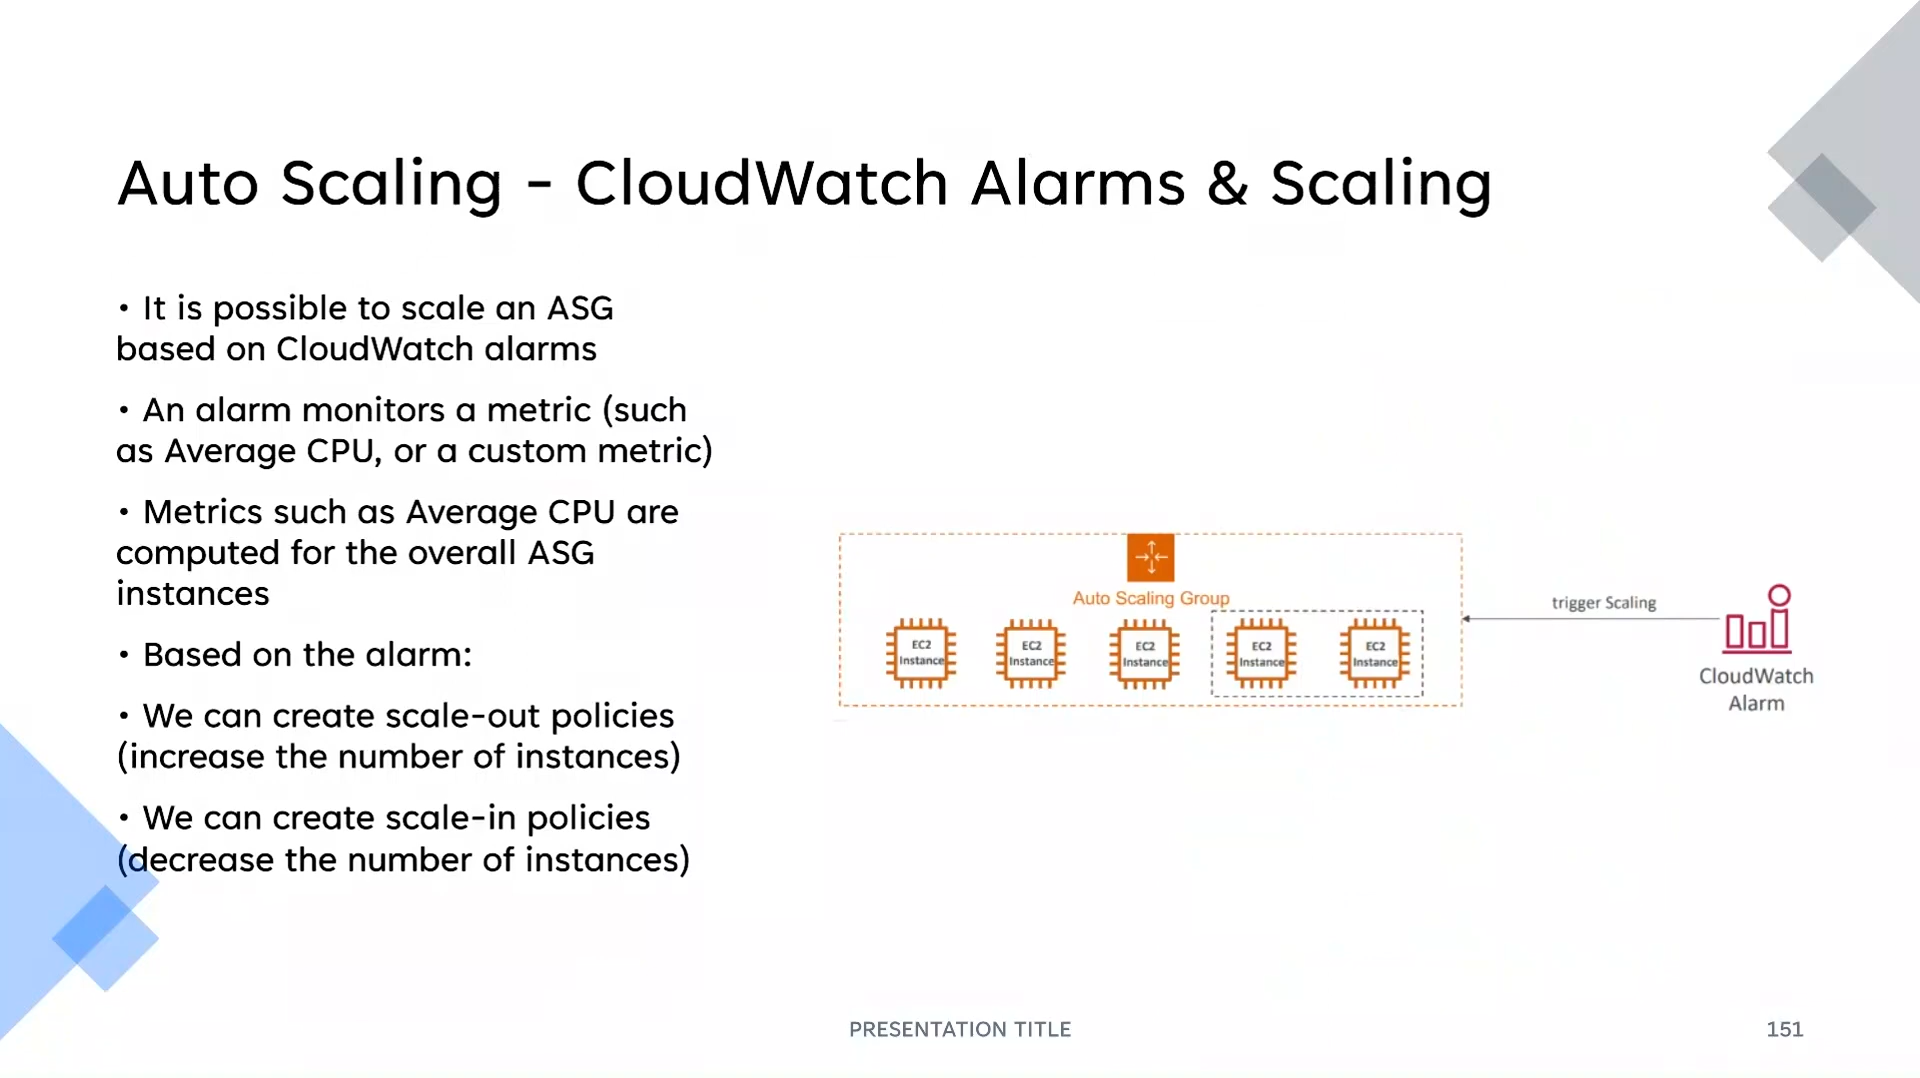 Auto Scaling - CloudWatch Alarms & Scaling
• It is possible to scale an ASG
based on CloudWatch alarms
• An alarm monitors a metric (such
as Average CPU, or a custom metric)
• Metrics such as Average CPU are
computed for the overall ASG
instances
• Based on the alarm:
• We can create scale-out policies
(increase the number of instances)
• We can create scale-in policies
(decrease the number of instances)
Auto Scaling Group
EC2
Instance
EC2
Instance
EC2
Instance
EC2
Instance
EC2
Instance
trigger Scaling
CloudWatch
Alarm
PRESENTATION TITLE
151